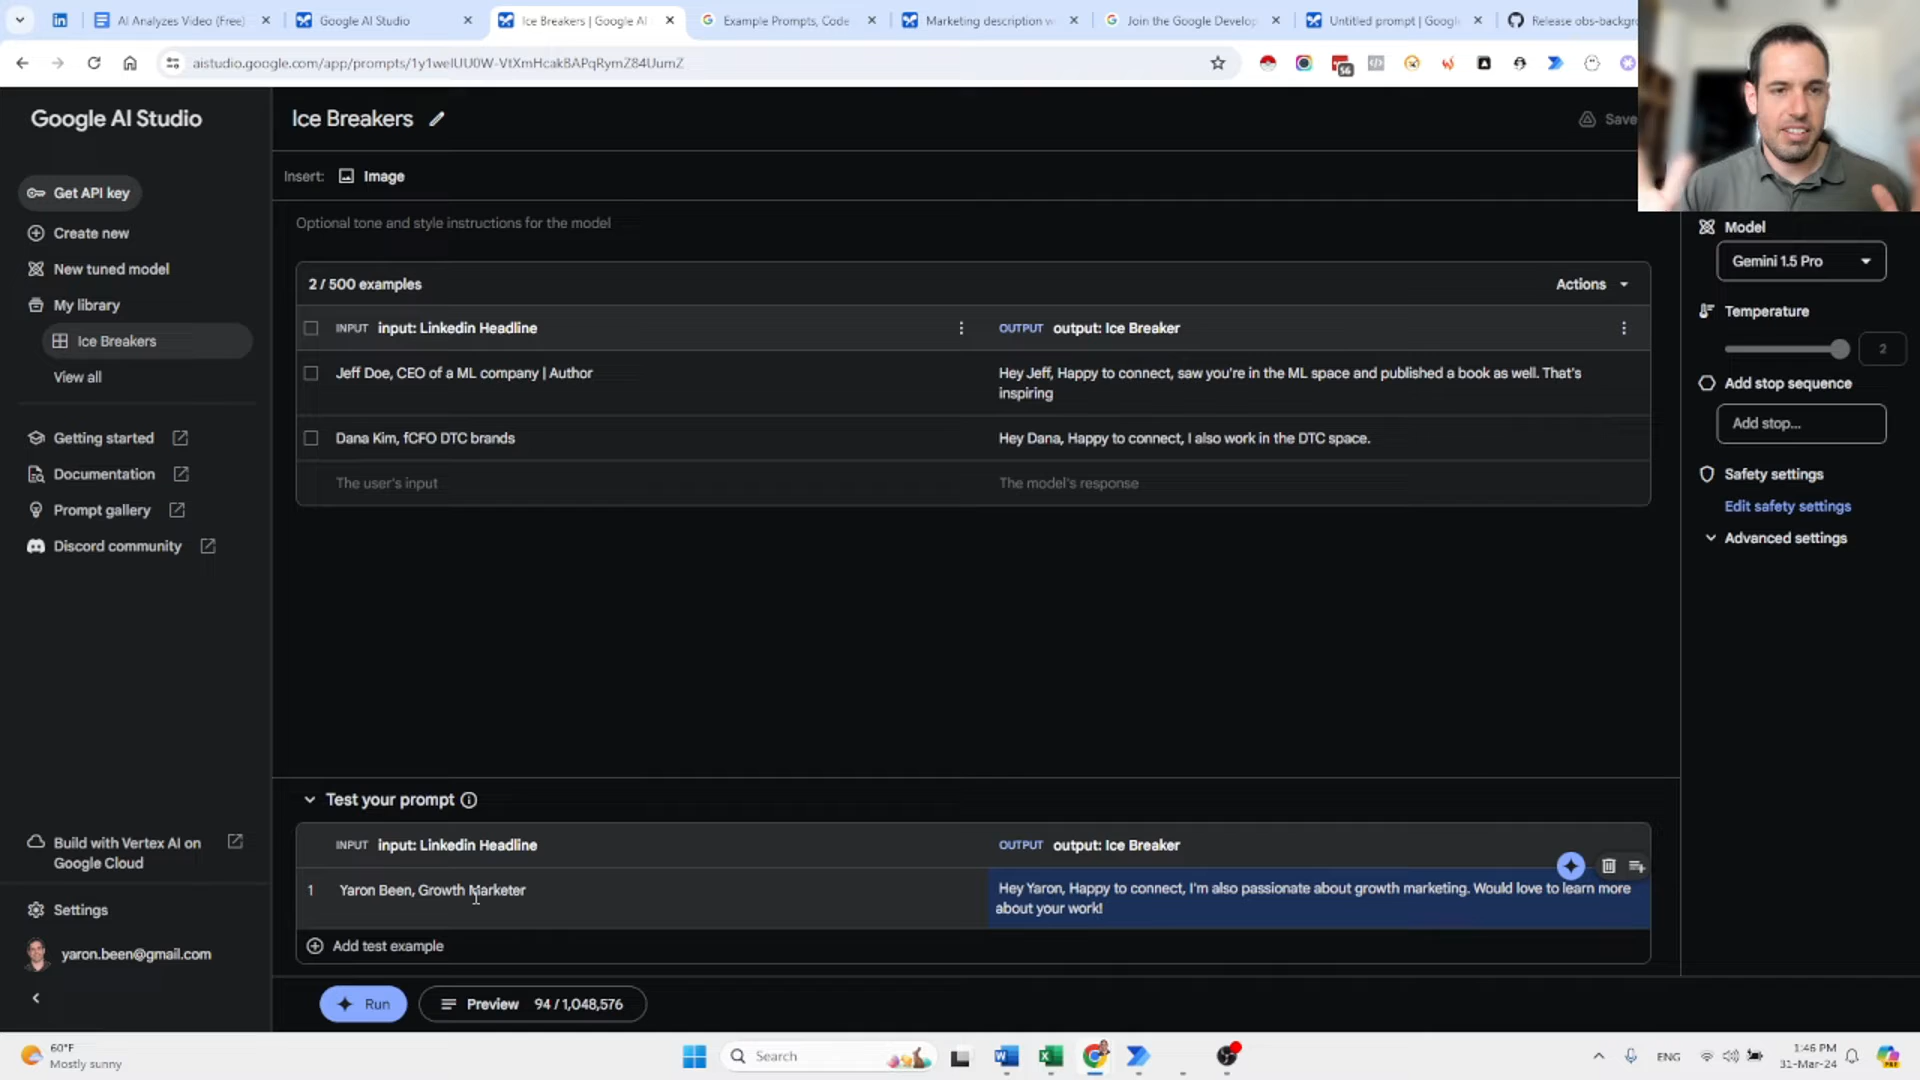 AI Analyzes Video (Free)
Google AI Studio
Ice Breakers | Google AI
Example Prompts, Code
Marketing description w
Join the Google Develop
Untitled prompt | Google
Release obs-backgro
aistudio.google.com/app/prompts/1y1weIUU0W-VtXmHcakBAPqRymZ84UumZ
56
Google AI Studio
Ice Breakers
Save
Get API key
Create new
New tuned model
My library
Ice Breakers
View all
Getting started
Documentation
Prompt gallery
Discord community
Build with Vertex AI on
Google Cloud
Settings
yaron.been@gmail.com
Insert:
Image
Optional tone and style instructions for the model
2 / 500 examples
Actions
INPUT input: Linkedin Headline
OUTPUT output: Ice Breaker
Jeff Doe, CEO of a ML company | Author
Hey Jeff, Happy to connect, saw you're in the ML space and published a book as well. That's
inspiring
Dana Kim, fCFO DTC brands
Hey Dana, Happy to connect, I also work in the DTC space.
The user's input
The model's response
Test your prompt
INPUT input: Linkedin Headline
OUTPUT output: Ice Breaker
1 Yaron Been, Growth Marketer
Hey Yaron, Happy to connect, I'm also passionate about growth marketing. Would love to learn more
about your work!
Add test example
Run
Preview 94 / 1,048,576
Model
Gemini 1.5 Pro
Temperature
2
Add stop sequence
Add stop...
Safety settings
Edit safety settings
Advanced settings
60°F
Mostly sunny
Search
ENG
1:46 PM
31-Mar-24